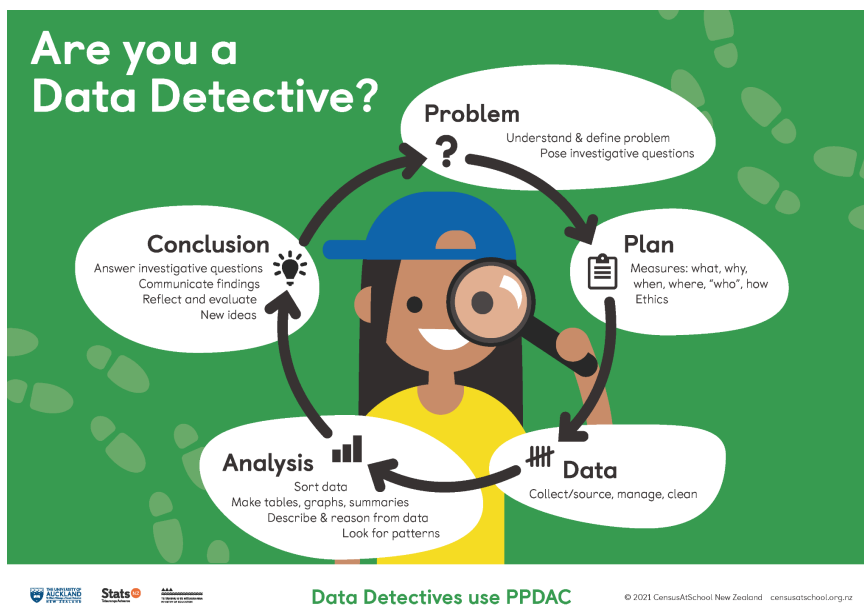 Are you a
Data Detective?
Problem
?
Understand & define problem
Pose investigative questions
Plan
Measures: what, why,
when, where, “who”, how
Ethics
Data
Collect/source, manage, clean
Analysis
Sort data
Make tables, graphs, summaries
Describe & reason from data
Look for patterns
Conclusion
Answer investigative questions
Communicate findings
Reflect and evaluate
New ideas
THE UNIVERSITY OF
AUCKLAND
NEW ZEALAND
Stats NZ
Tatauranga Aotearoa
Data Detectives use PPDAC
© 2021 CensusAtSchool New Zealand censusatschool.org.nz